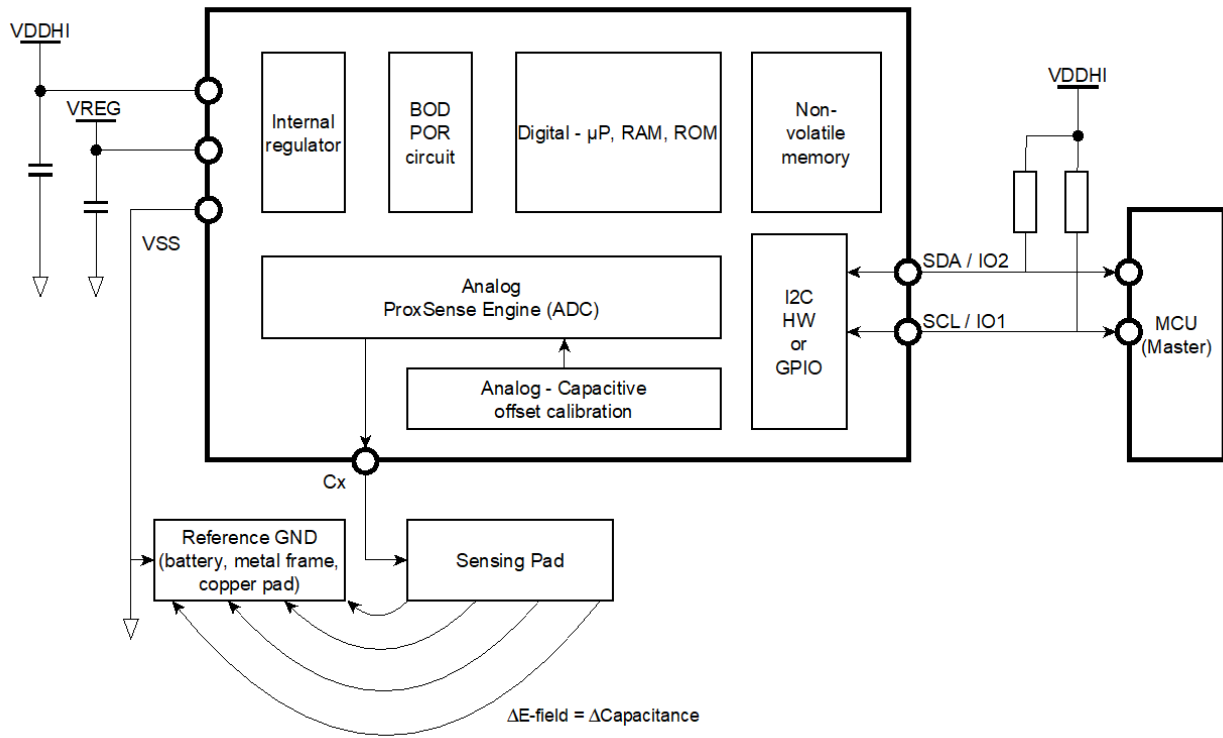 VDDHI
VREG
VSS
Internal
regulator
BOD
POR
circuit
Digital - µP, RAM, ROM
Non-
volatile
memory
VDDHI
Analog
ProxSense Engine (ADC)
Analog - Capacitive
offset calibration
I2C
HW
or
GPIO
SDA / IO2
SCL / IO1
MCU
(Master)
Cx
Reference GND
(battery, metal frame,
copper pad)
Sensing Pad
ΔE-field = ΔCapacitance